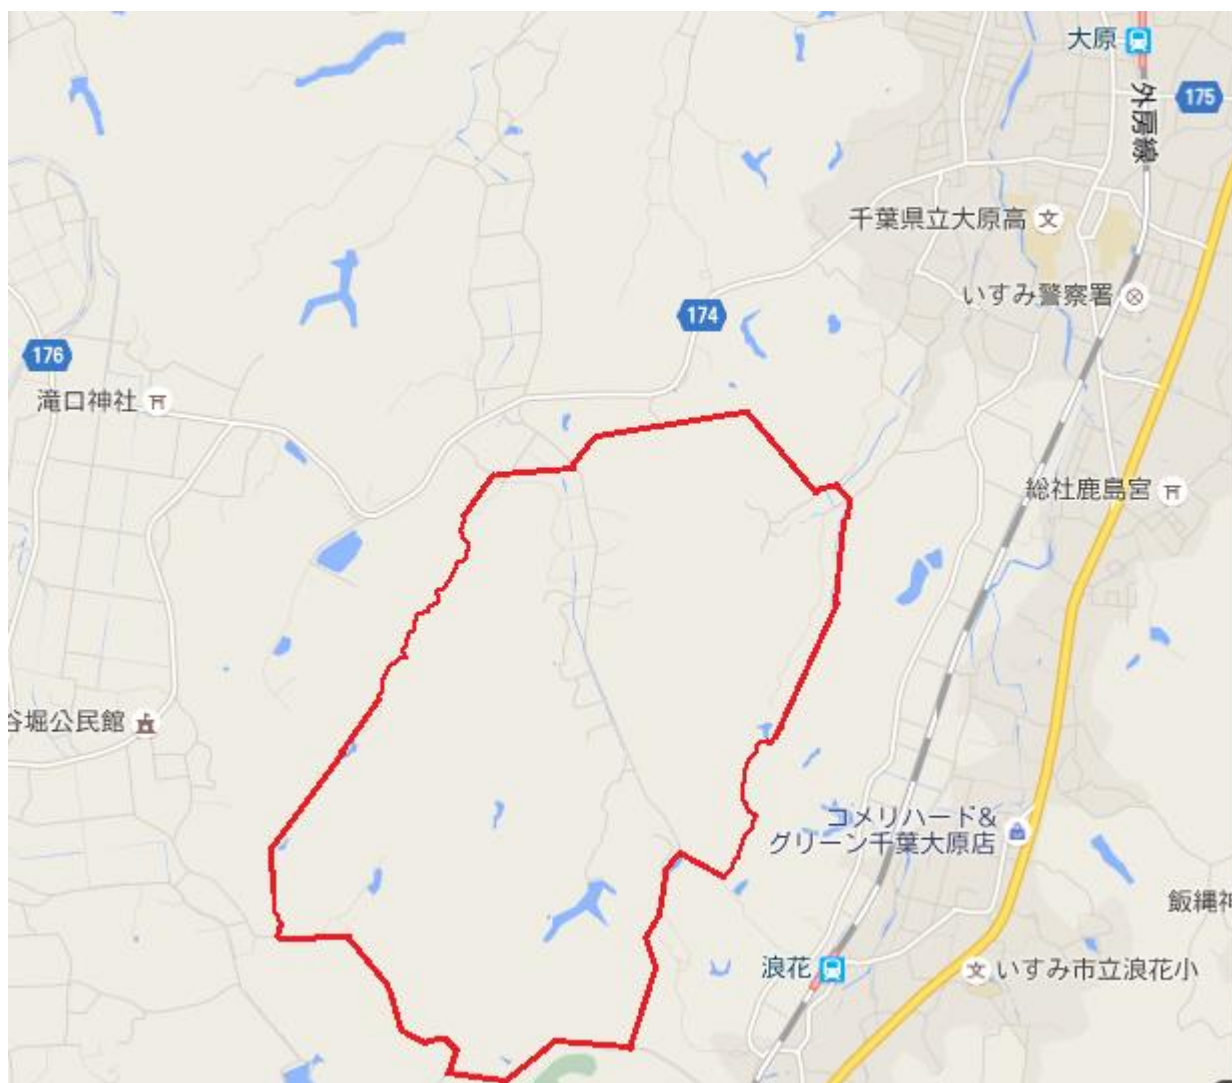 大原
175
外房線
千葉県立大原高
いすみ警察署
174
176
滝口神社
総社鹿島宮
谷堀公民館
コメリハード&
グリーン千葉大原店
飯縄神
浪花
いすみ市立浪花小